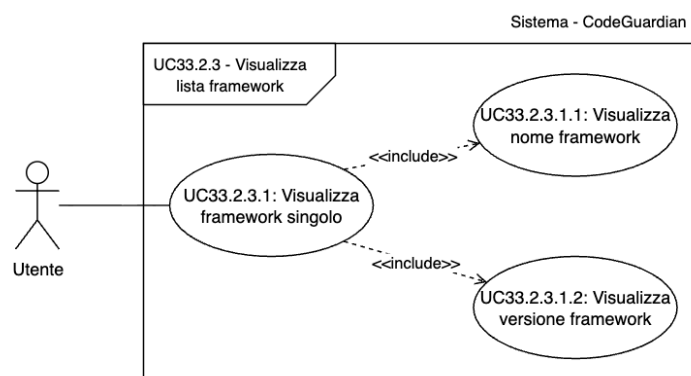 Sistema - CodeGuardian
UC33.2.3 - Visualizza
lista framework
UC33.2.3.1.1: Visualizza
nome framework
<<include>>
UC33.2.3.1: Visualizza
framework singolo
Utente
<<include>>
UC33.2.3.1.2: Visualizza
versione framework